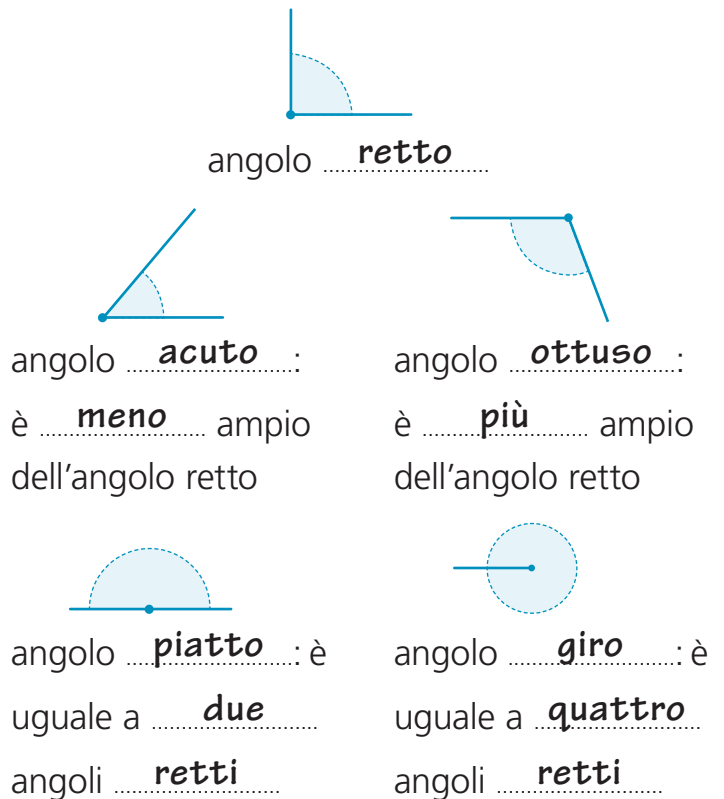 angolo retto
angolo acuto :
è meno ampio
dell'angolo retto
angolo ottuso :
è più ampio
dell'angolo retto
angolo piatto : è
uguale a due
angoli retti
angolo giro : è
uguale a quattro
angoli retti